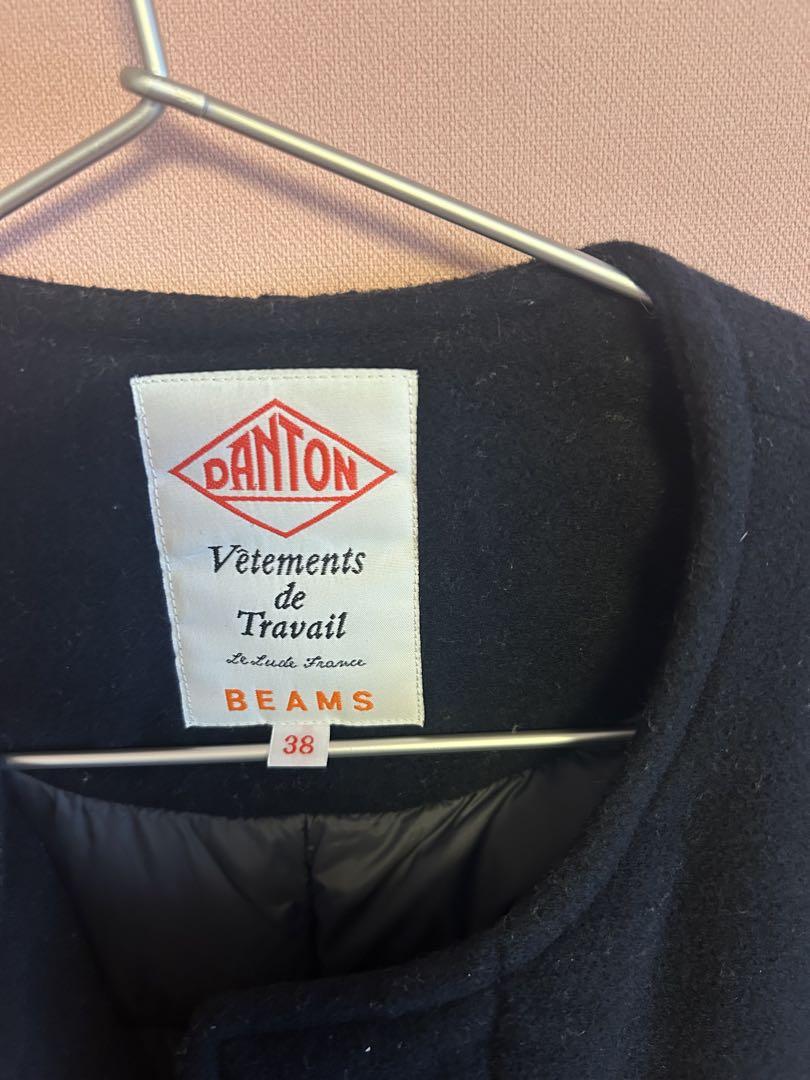 DANTON
Vêtements
de
Travail
Le Lude France
BEAMS
38